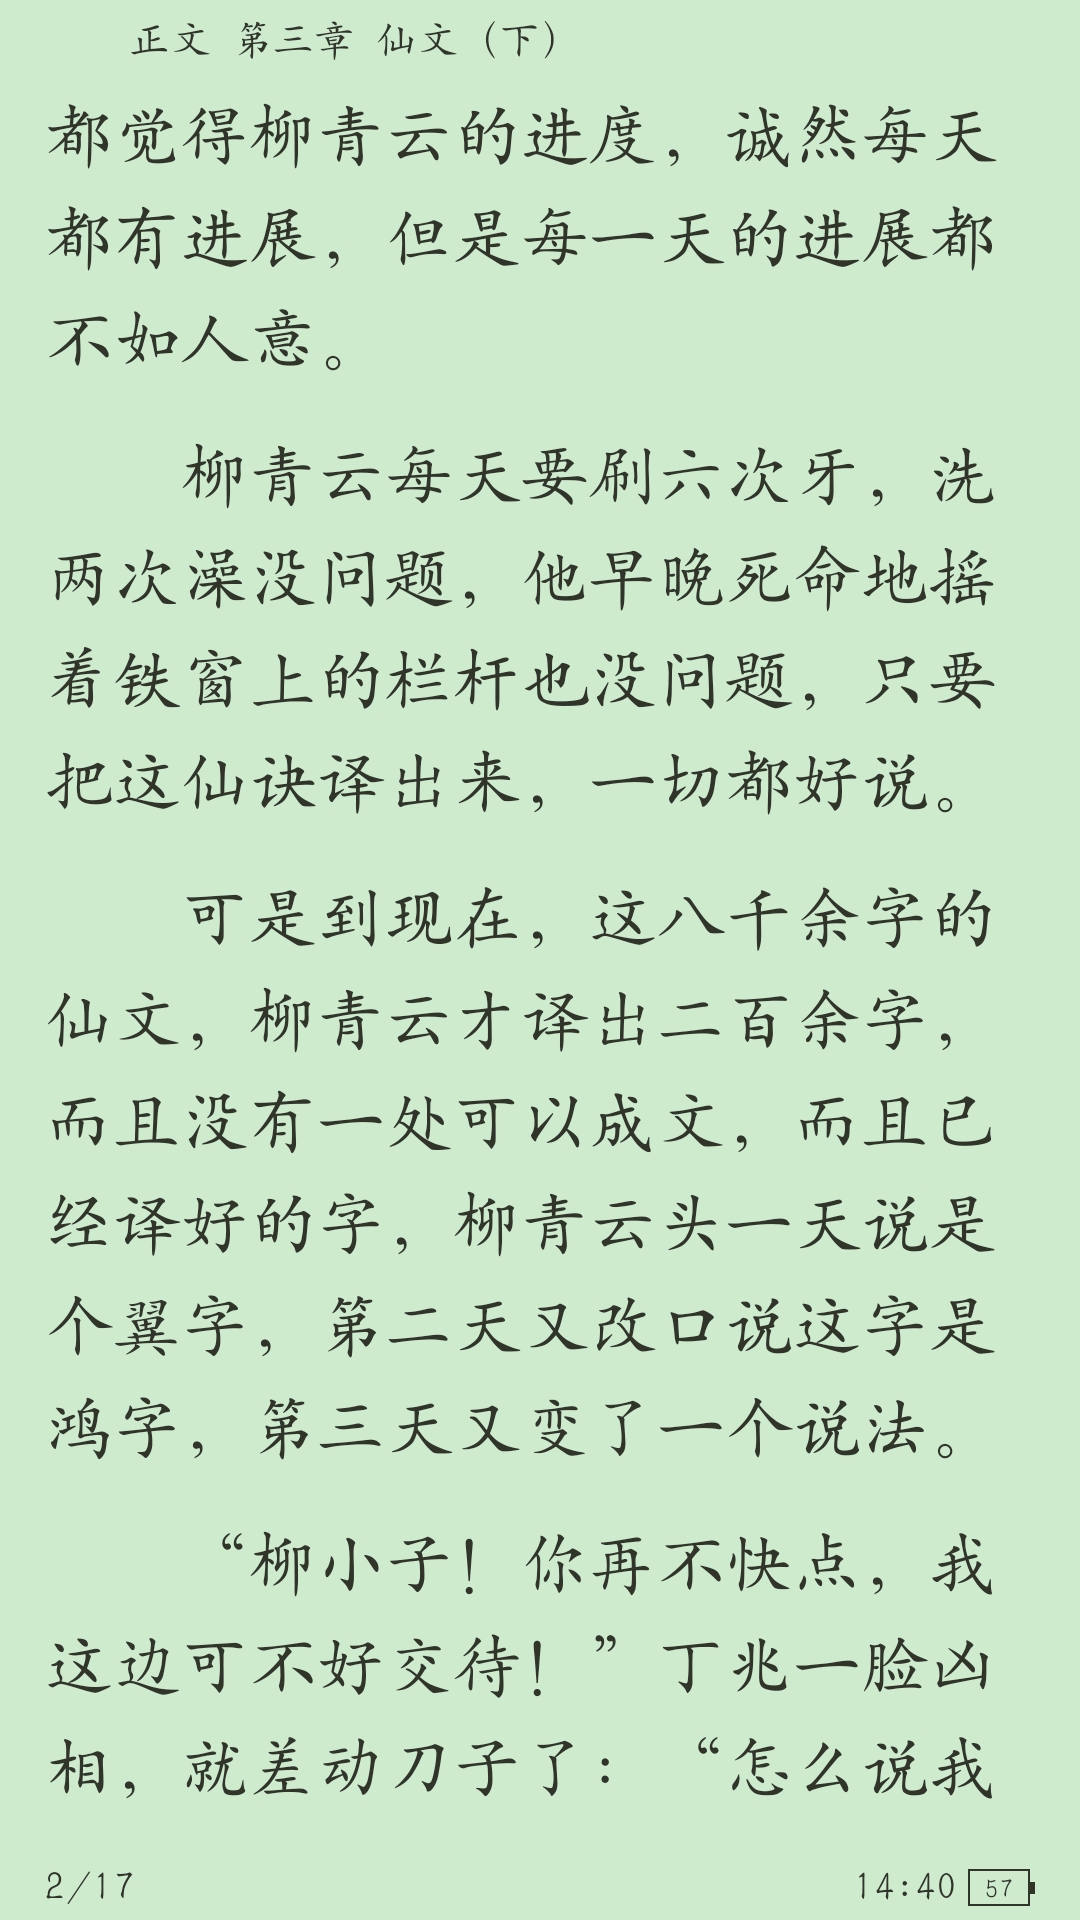 正文 第三章 仙文（下）
都觉得柳青云的进度，诚然每天
都有进展，但是每一天的进展都
不如人意。
柳青云每天要刷六次牙，洗
两次澡没问题，他早晚死命地摇
着铁窗上的栏杆也没问题，只要
把这仙诀译出来，一切都好说。
可是到现在，这八千余字的
仙文，柳青云才译出二百余字，
而且没有一处可以成文，而且已
经译好的字，柳青云头一天说是
个翼字，第二天又改口说这字是
鸿字，第三天又变了一个说法。
“柳小子！你再不快点，我
这边可不好交待！”丁兆一脸凶
相，就差动刀子了：“怎么说我
2/17
14:40 57